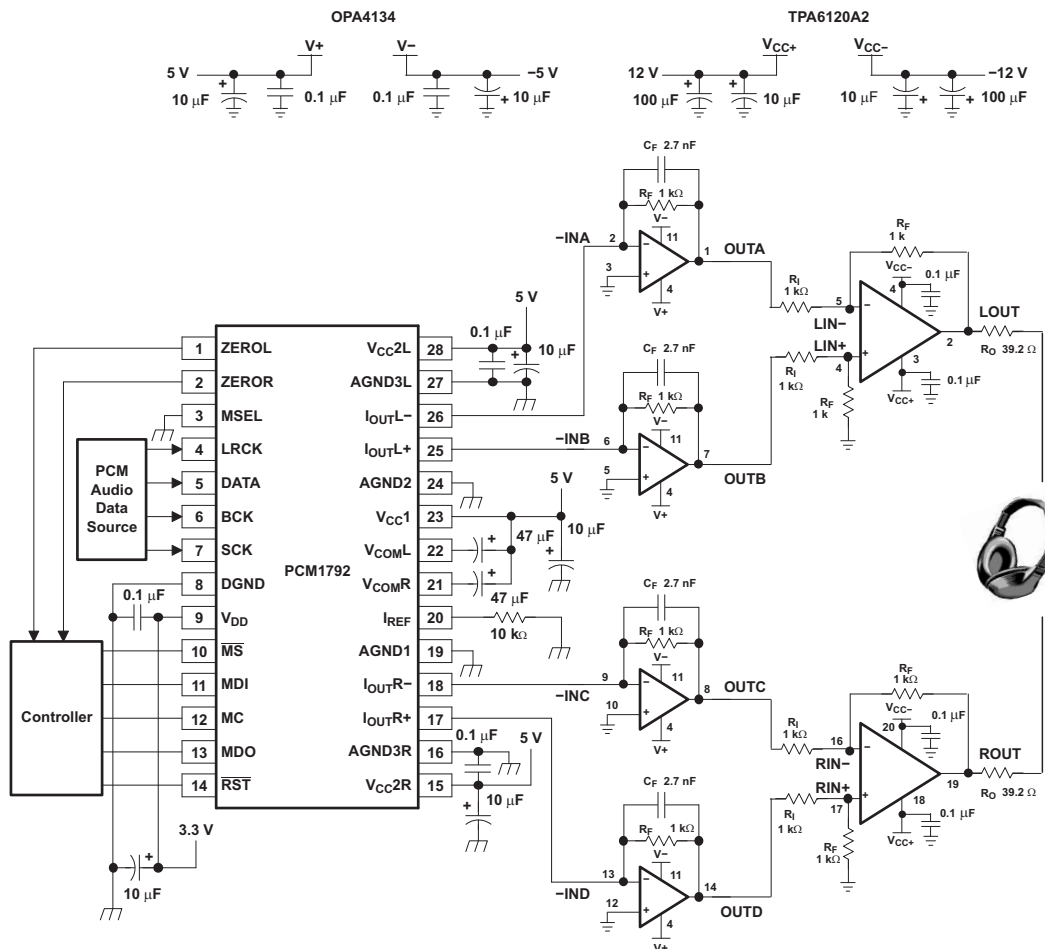 OPA4134
TPA6120A2
V+
V−
VCC+
VCC−
5 V
−5 V
12 V
−12 V
10 μF
0.1 μF
0.1 μF
10 μF
100 μF
10 μF
10 μF
100 μF
CF 2.7 nF
RF 1 kΩ
V−
−INA
2
11
1
OUTA
3
4
V+
RF
1 k
VCC−
0.1 μF
RI
1 kΩ
5
4
LIN−
LOUT
LIN+
2
RO 39.2 Ω
4
3
RI
1 kΩ
RF
1 k
VCC+
0.1 μF
5 V
0.1 μF
10 μF
CF 2.7 nF
RF 1 kΩ
V−
−INB
6
11
7
OUTB
5
4
V+
PCM1792
1 ZEROL
2 ZEROR
3 MSEL
4 LRCK
5 DATA
6 BCK
7 SCK
8 DGND
9 VDD
10 MS
11 MDI
12 MC
13 MDO
14 RST
VCC2L 28
AGND3L 27
IOUTL− 26
IOUTL+ 25
AGND2 24
VCC1 23
VCOML 22
VCOMR 21
IREF 20
AGND1 19
IOUTR− 18
IOUTR+ 17
AGND3R 16
VCC2R 15
PCM
Audio
Data
Source
Controller
0.1 μF
3.3 V
10 μF
5 V
47 μF
10 μF
47 μF
10 kΩ
0.1 μF
5 V
10 μF
CF 2.7 nF
RF 1 kΩ
V−
−INC
9
11
8
OUTC
10
4
V+
RF
1 kΩ
VCC−
0.1 μF
RI
1 kΩ
16
20
RIN−
ROUT
RIN+
19
RO 39.2 Ω
17
18
RI
1 kΩ
RF
1 kΩ
VCC+
0.1 μF
CF 2.7 nF
RF 1 kΩ
V−
−IND
13
11
14
OUTD
12
4
V+